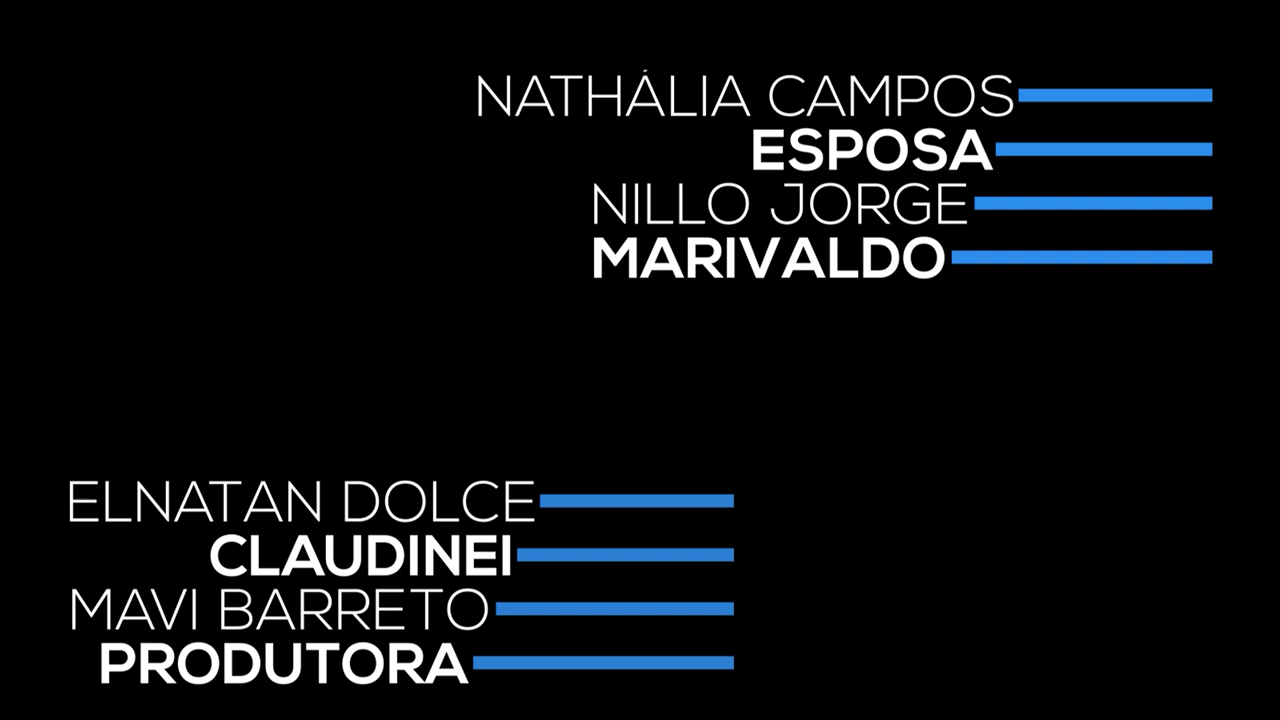 NATHÁLIA CAMPOS
ESPOSA
NILLO JORGE
MARIVALDO
ELNATAN DOLCE
CLAUDINEI
MAVI BARRETO
PRODUTORA